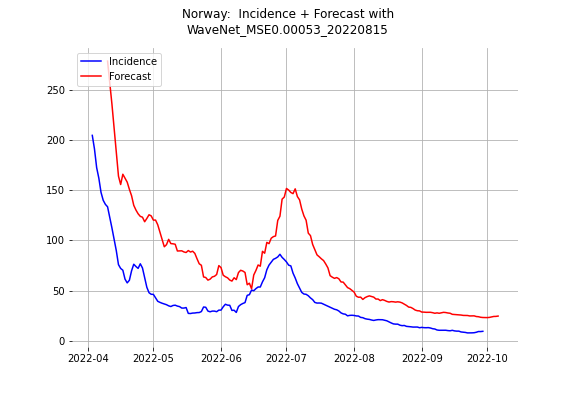 Norway:  Incidence + Forecast with
WaveNet_MSE0.00053_20220815
Incidence
Forecast
250
200
150
100
50
0
2022-04 2022-05 2022-06 2022-07 2022-08 2022-09 2022-10